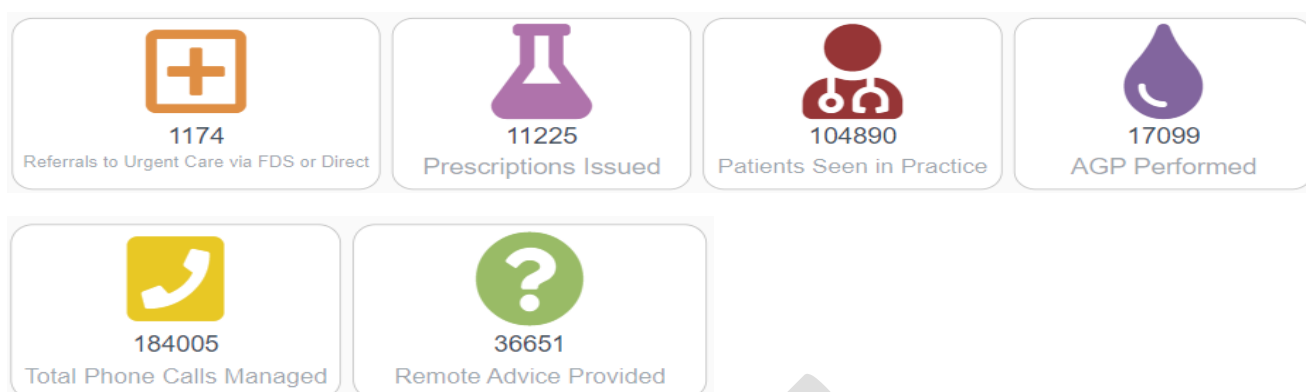 1174
Referrals to Urgent Care via FDS or Direct
11225
Prescriptions Issued
104890
Patients Seen in Practice
17099
AGP Performed
184005
Total Phone Calls Managed
36651
Remote Advice Provided